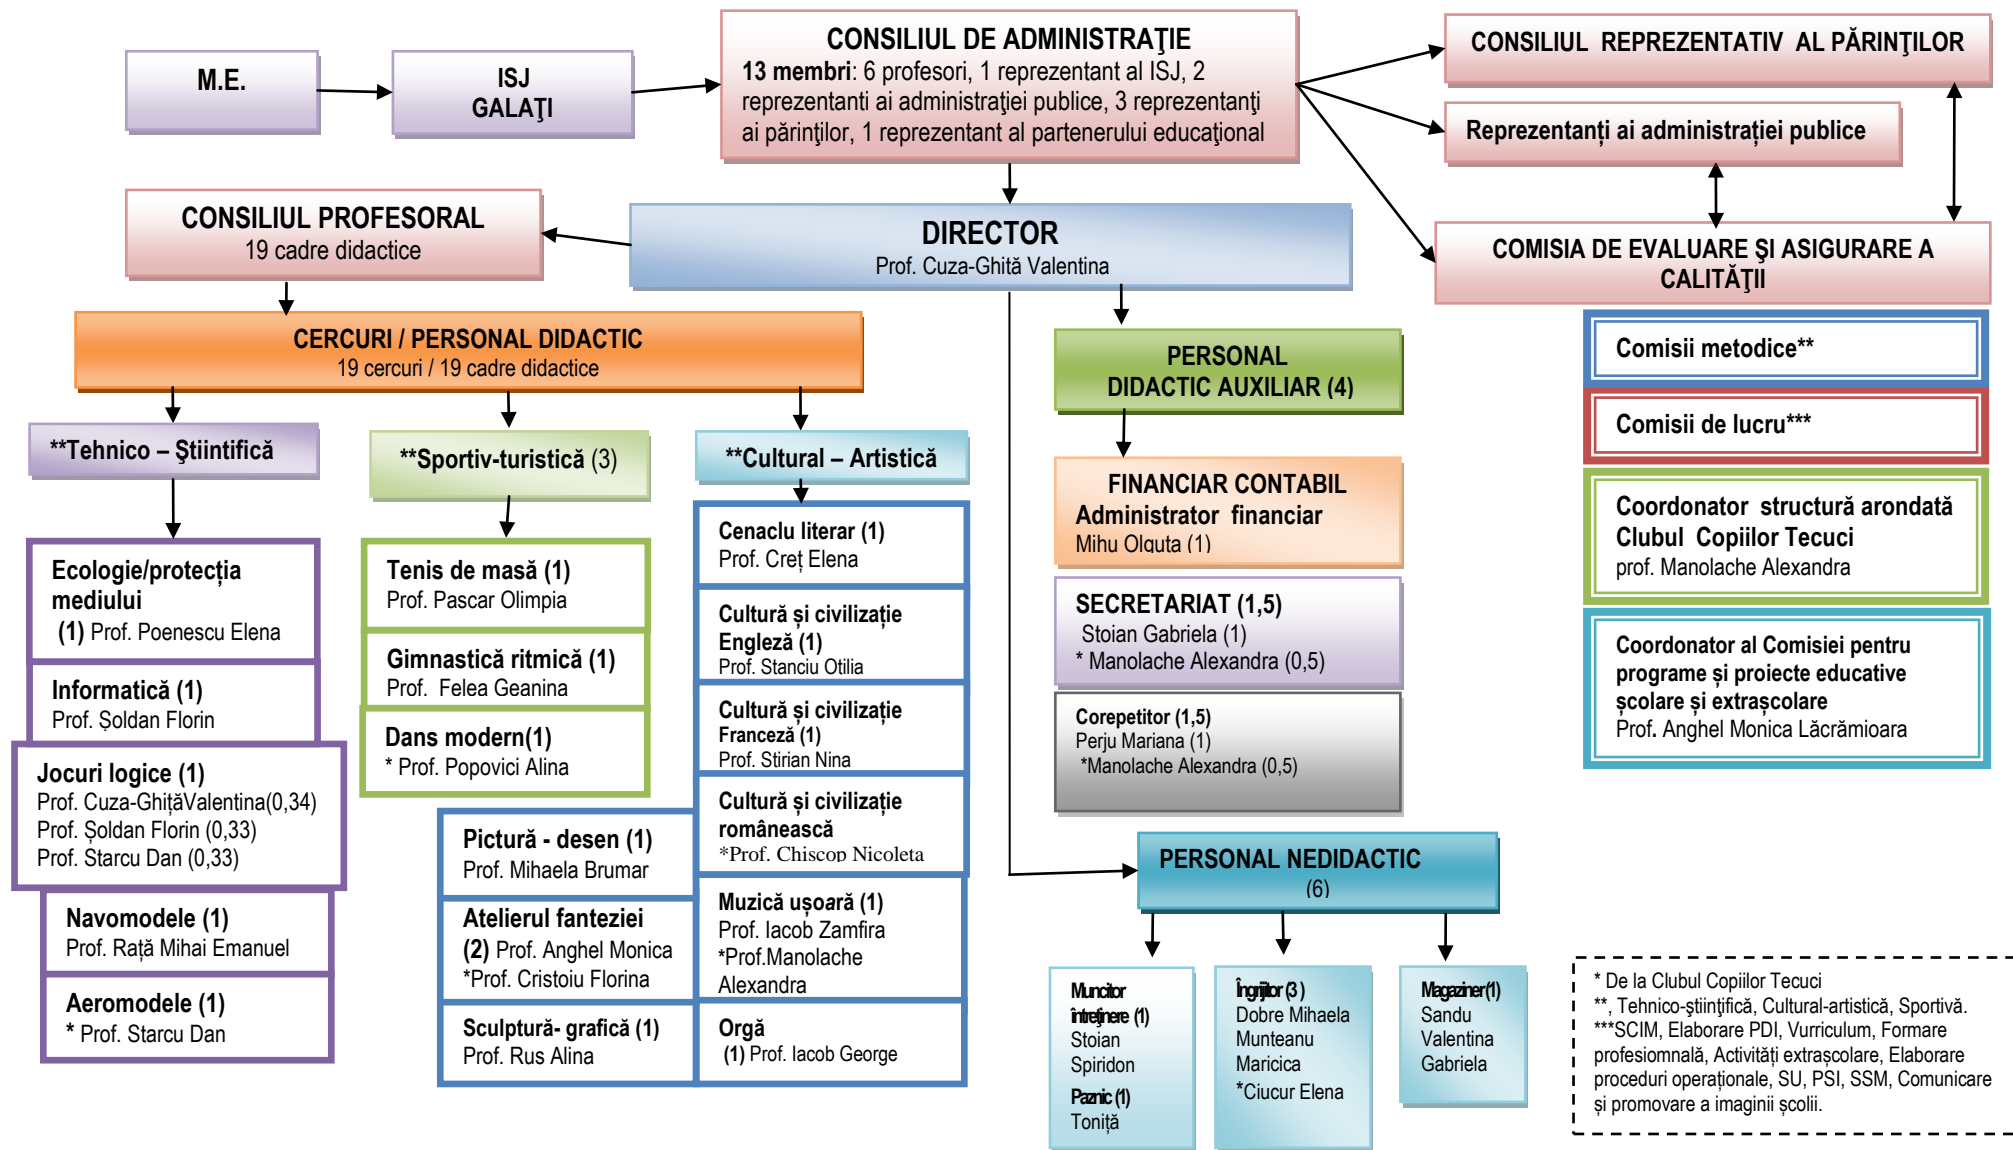 M.E.
ISJ
GALAŢI
CONSILIUL DE ADMINISTRAŢIE
13 membri: 6 profesori, 1 reprezentant al ISJ, 2
reprezentanti ai administraţiei publice, 3 reprezentanţi
ai părinţilor, 1 reprezentant al partenerului educaţional
CONSILIUL REPREZENTATIV AL PĂRINŢILOR
Reprezentanți ai administrației publice
COMISIA DE EVALUARE ŞI ASIGURARE A
CALITĂŢII
CONSILIUL PROFESORAL
19 cadre didactice
DIRECTOR
Prof. Cuza-Ghită Valentina
CERCURI / PERSONAL DIDACTIC
19 cercuri / 19 cadre didactice
**Tehnico – Ştiintifică
**Sportiv-turistică (3)
**Cultural – Artistică
Ecologie/protecția
mediului
(1) Prof. Poenescu Elena
Informatică (1)
Prof. Șoldan Florin
Jocuri logice (1)
Prof. Cuza-GhițăValentina(0,34)
Prof. Șoldan Florin (0,33)
Prof. Starcu Dan (0,33)
Navomodele (1)
Prof. Rață Mihai Emanuel
Aeromodele (1)
* Prof. Starcu Dan
Tenis de masă (1)
Prof. Pascar Olimpia
Gimnastică ritmică (1)
Prof. Felea Geanina
Dans modern(1)
* Prof. Popovici Alina
Pictură - desen (1)
Prof. Mihaela Brumar
Atelierul fanteziei
(2) Prof. Anghel Monica
*Prof. Cristoiu Florina
Sculptură- grafică (1)
Prof. Rus Alina
Cenaclu literar (1)
Prof. Creț Elena
Cultură și civilizație
Engleză (1)
Prof. Stanciu Otilia
Cultură și civilizație
Franceză (1)
Prof. Stirian Nina
Cultură și civilizație
românească
*Prof. Chiscop Nicoleta
Muzică ușoară (1)
Prof. Iacob Zamfira
*Prof.Manolache
Alexandra
Orgă
(1) Prof. Iacob George
PERSONAL
DIDACTIC AUXILIAR (4)
FINANCIAR CONTABIL
Administrator financiar
Mihu Olguta (1)
SECRETARIAT (1,5)
Stoian Gabriela (1)
* Manolache Alexandra (0,5)
Corepetitor (1,5)
Perju Mariana (1)
*Manolache Alexandra (0,5)
PERSONAL NEDIDACTIC
(6)
Muncitor
întreţinere (1)
Stoian
Spiridon
Paznic (1)
Toniță
Îngrijitor (3 )
Dobre Mihaela
Munteanu
Maricica
*Ciucur Elena
Magaziner(1)
Sandu
Valentina
Gabriela
Comisii metodice**
Comisii de lucru***
Coordonator structură arondată
Clubul Copiilor Tecuci
prof. Manolache Alexandra
Coordonator al Comisiei pentru
programe și proiecte educative
școlare și extrașcolare
Prof. Anghel Monica Lăcrămioara
* De la Clubul Copiilor Tecuci
**, Tehnico-ştiinţifică, Cultural-artistică, Sportivă.
***SCIM, Elaborare PDI, Vurriculum, Formare
profesiomnală, Activități extrașcolare, Elaborare
proceduri operaționale, SU, PSI, SSM, Comunicare
și promovare a imaginii școlii.